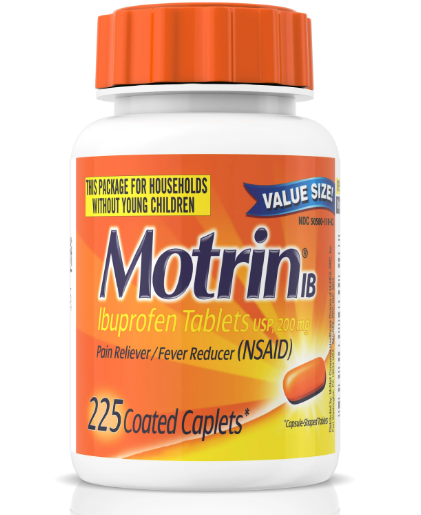 THIS PACKAGE FOR HOUSEHOLDS
WITHOUT YOUNG CHILDREN
VALUE SIZE!
NDC
Motrin® IB
Ibuprofen Tablets USP, 200 mg
Pain Reliever/Fever Reducer (NSAID)
225 Coated Caplets*
*Capsule-Shaped Tablets